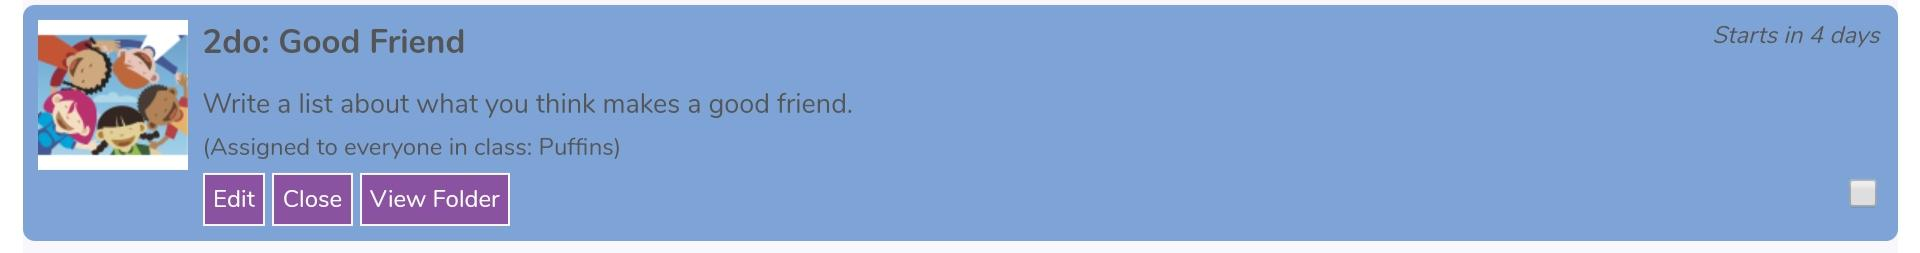 2do: Good Friend
Starts in 4 days
Write a list about what you think makes a good friend.
(Assigned to everyone in class: Puffins)
Edit Close View Folder